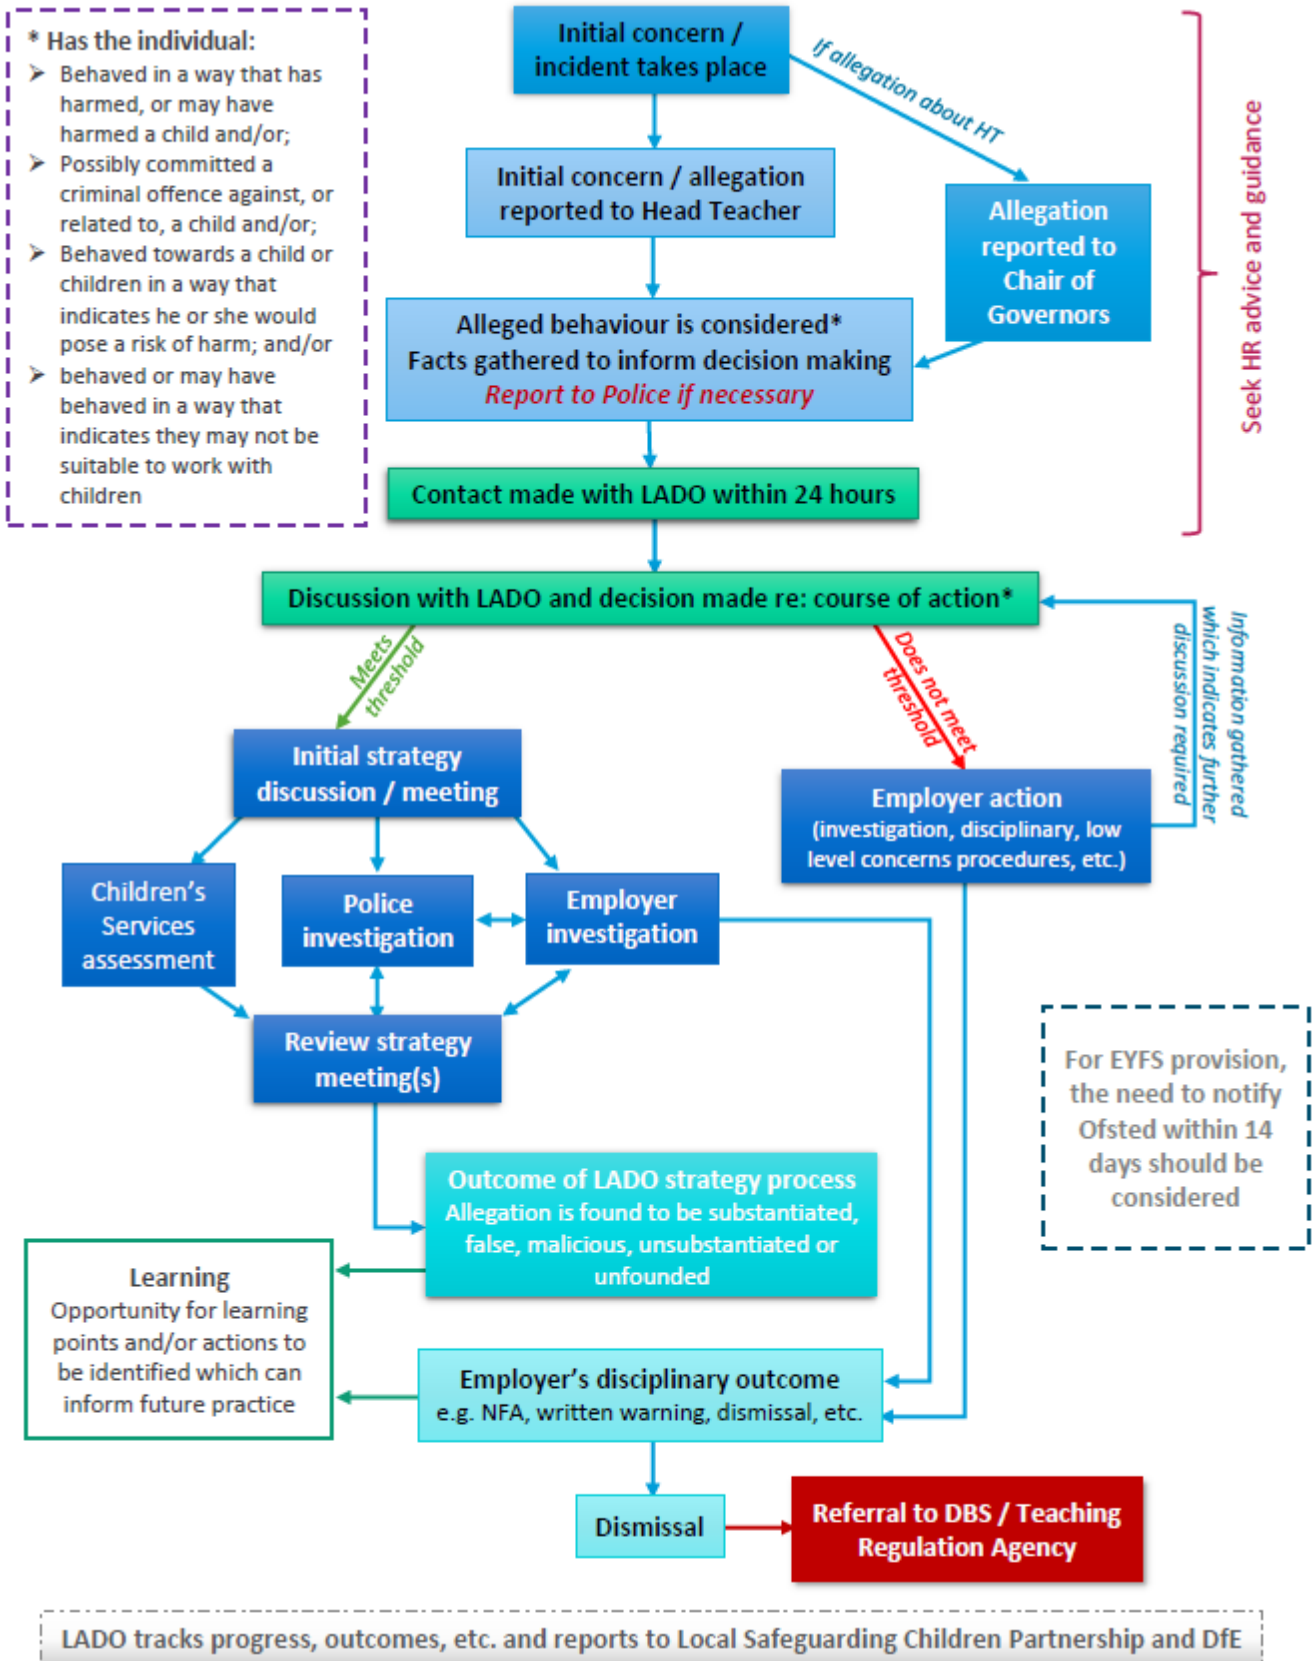 * Has the individual:
➢ Behaved in a way that has
harmed, or may have
harmed a child and/or;
➢ Possibly committed a
criminal offence against, or
related to, a child and/or;
➢ Behaved towards a child or
children in a way that
indicates he or she would
pose a risk of harm; and/or
➢ behaved or may have
behaved in a way that
indicates they may not be
suitable to work with
children
Initial concern /
incident takes place
If allegation about HT
Initial concern / allegation
reported to Head Teacher
Allegation
reported to
Chair of
Governors
Seek HR advice and guidance
Alleged behaviour is considered*
Facts gathered to inform decision making
Report to Police if necessary
Contact made with LADO within 24 hours
Discussion with LADO and decision made re: course of action*
Meets
threshold
Does not meet
threshold
Information gathered
which indicates further
discussion required
Initial strategy
discussion / meeting
Employer action
(investigation, disciplinary, low
level concerns procedures, etc.)
Children's
Services
assessment
Police
investigation
Employer
investigation
Review strategy
meeting(s)
For EYFS provision,
the need to notify
Ofsted within 14
days should be
considered
Outcome of LADO strategy process
Allegation is found to be substantiated,
false, malicious, unsubstantiated or
unfounded
Learning
Opportunity for learning
points and/or actions to
be identified which can
inform future practice
Employer's disciplinary outcome
e.g. NFA, written warning, dismissal, etc.
Dismissal
Referral to DBS / Teaching
Regulation Agency
LADO tracks progress, outcomes, etc. and reports to Local Safeguarding Children Partnership and DfE